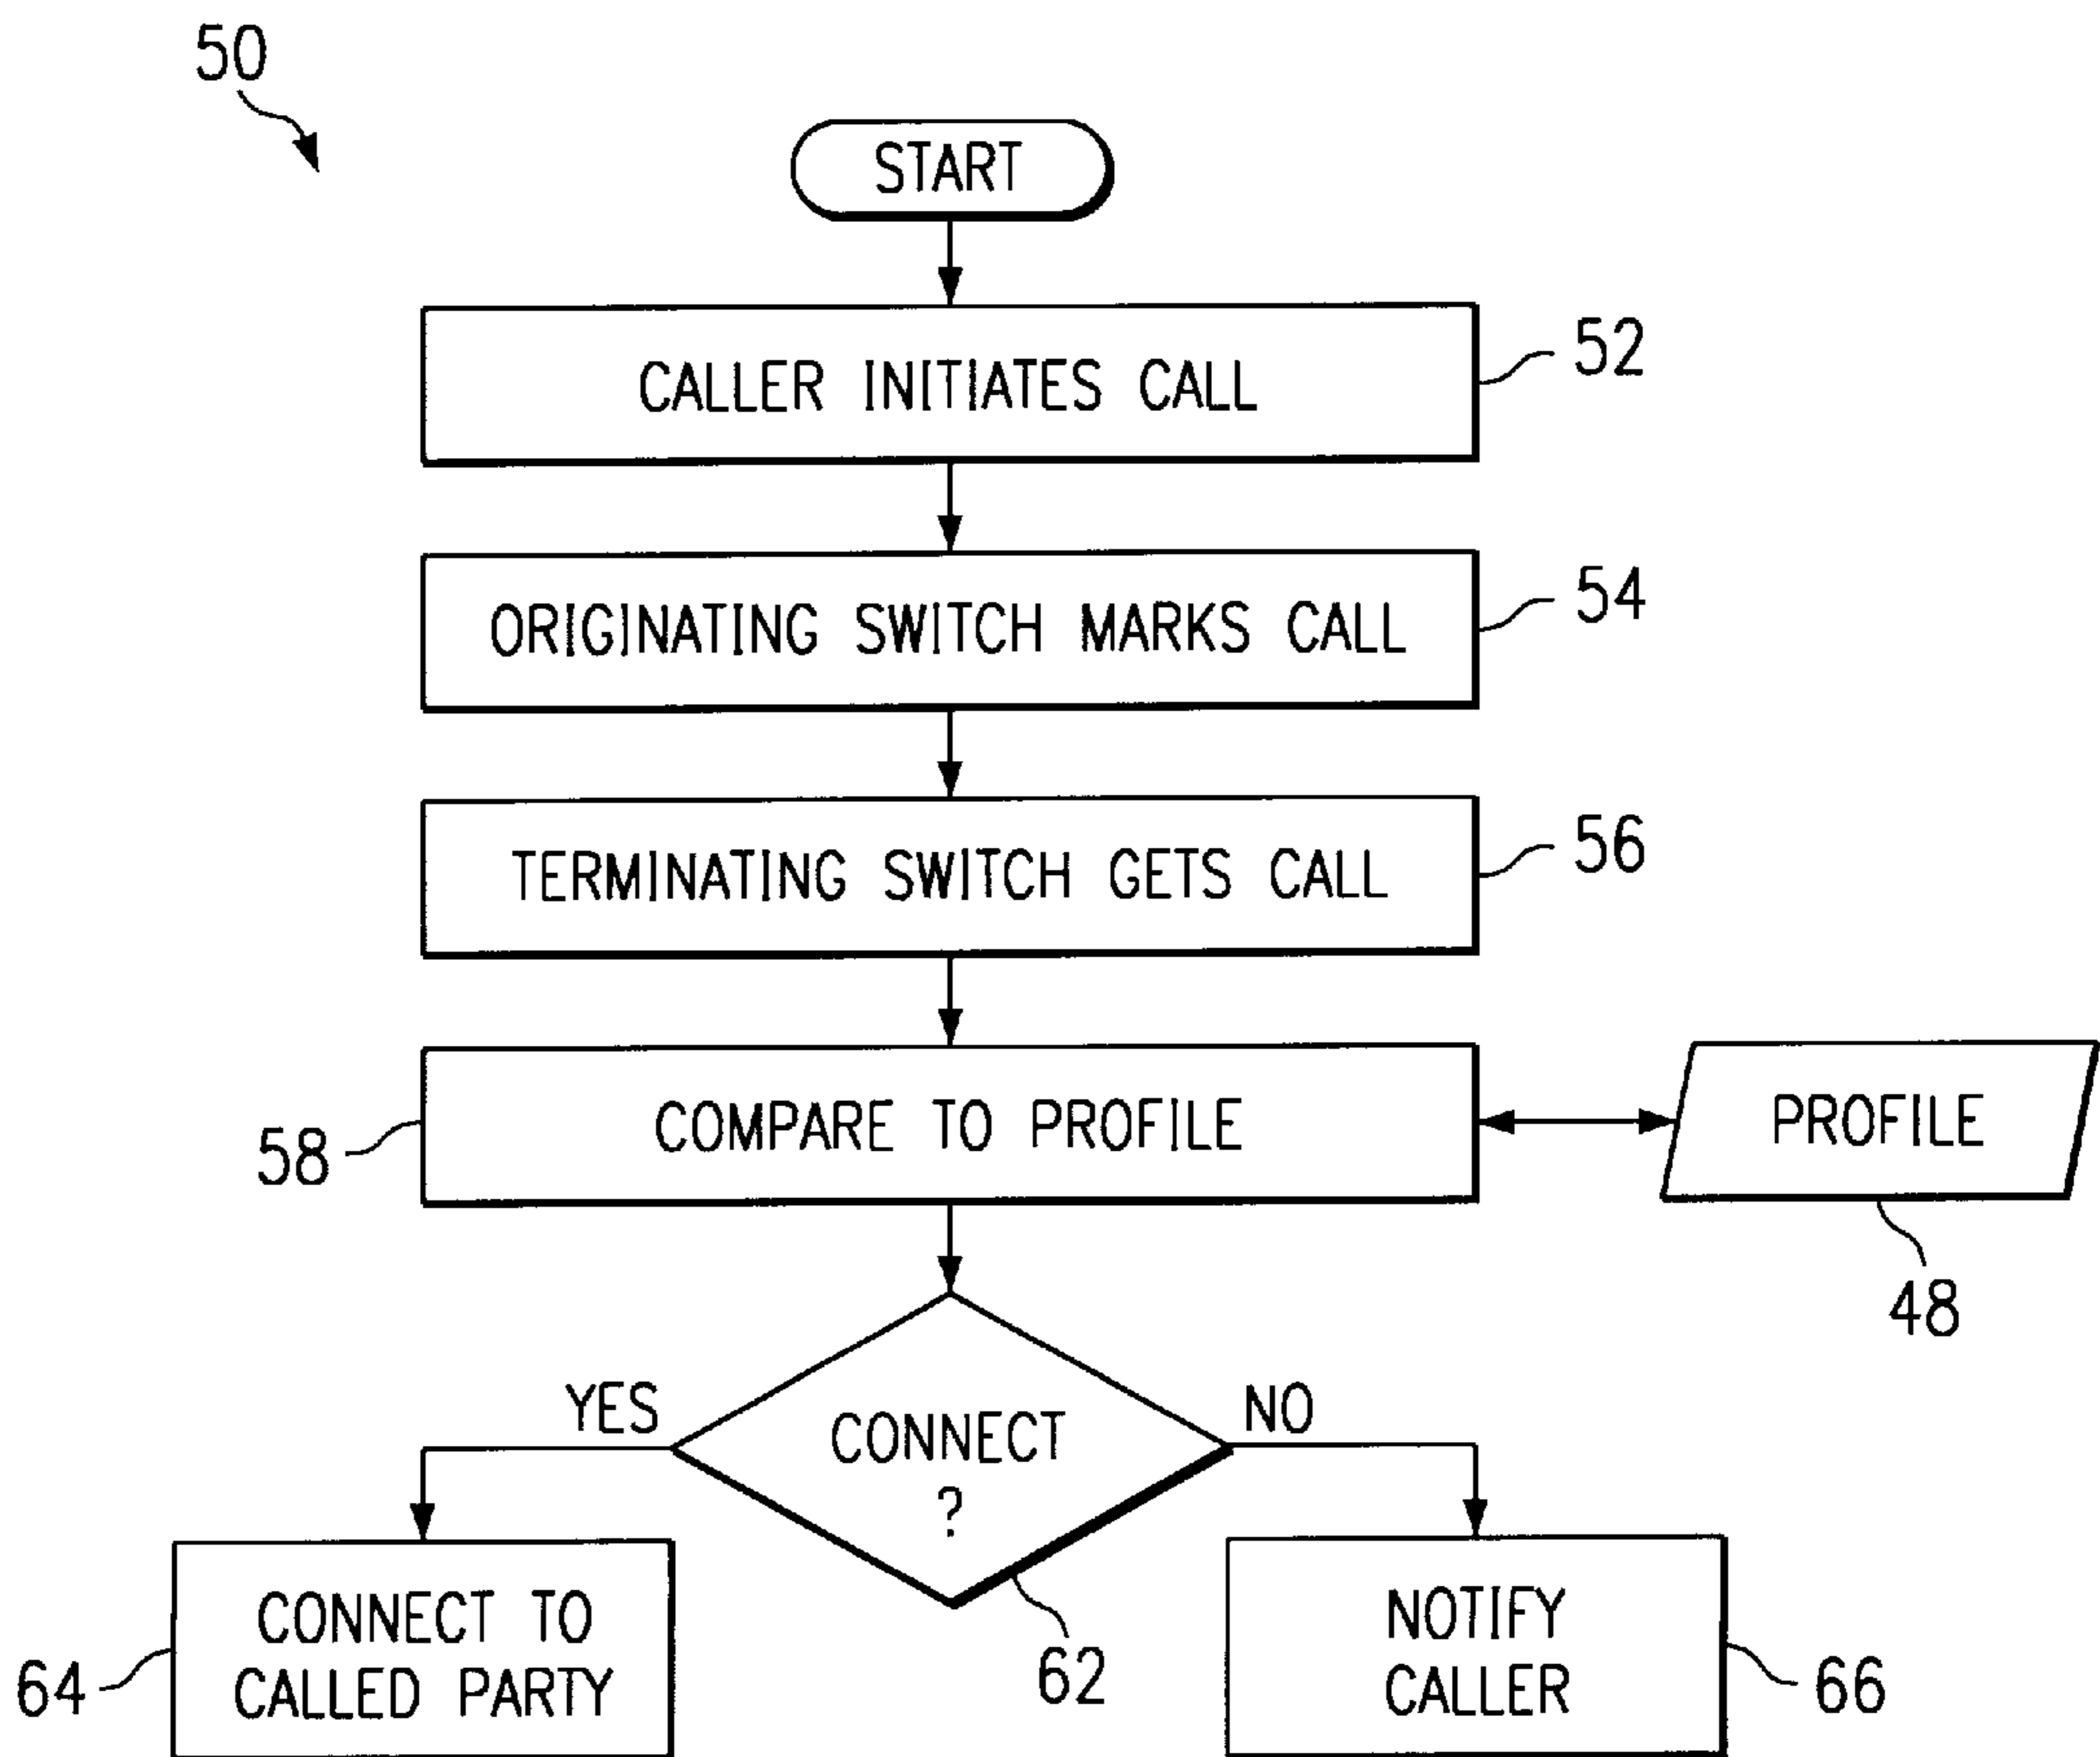 50
START
CALLER INITIATES CALL
52
ORIGINATING SWITCH MARKS CALL
54
TERMINATING SWITCH GETS CALL
56
COMPARE TO PROFILE
58
PROFILE
48
YES
CONNECT
?
NO
62
CONNECT TO
CALLED PARTY
64
NOTIFY
CALLER
66